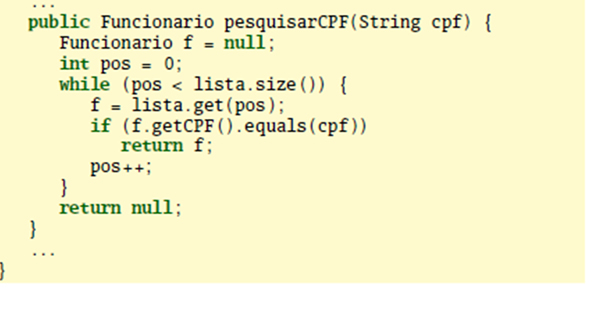 ...
public Funcionario pesquisarCPF(String cpf) {
Funcionario f = null;
int pos = 0;
while (pos < lista.size()) {
f = lista.get(pos);
if (f.getCPF().equals(cpf))
return f;
pos++;
}
return null;
}
...
}